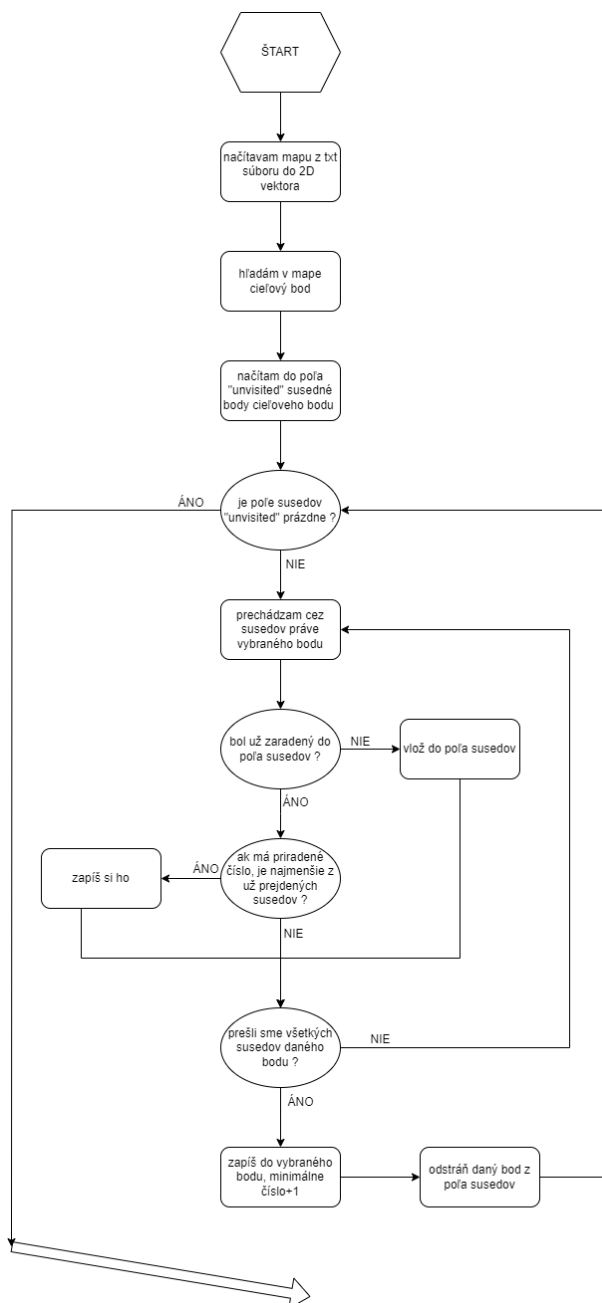 ŠTART
načítavam mapu z txt
súboru do 2D
vektora
hľadám v mape
cieľový bod
načítam do poľa
"unvisited" susedné
body cieľoveho bodu
ÁNO
je poľe susedov
"unvisited" prázdne ?
NIE
prechádzam cez
susedov práve
vybraného bodu
bol už zaradený do
poľa susedov ?
NIE
vlož do poľa susedov
ÁNO
ak má priradené
číslo, je najmenšie z
už prejdených
susedov ?
ÁNO
zapíš si ho
NIE
prešli sme všetkých
susedov daného
bodu ?
NIE
ÁNO
zapíš do vybraného
bodu, minimálne
číslo+1
odstráň daný bod z
poľa susedov